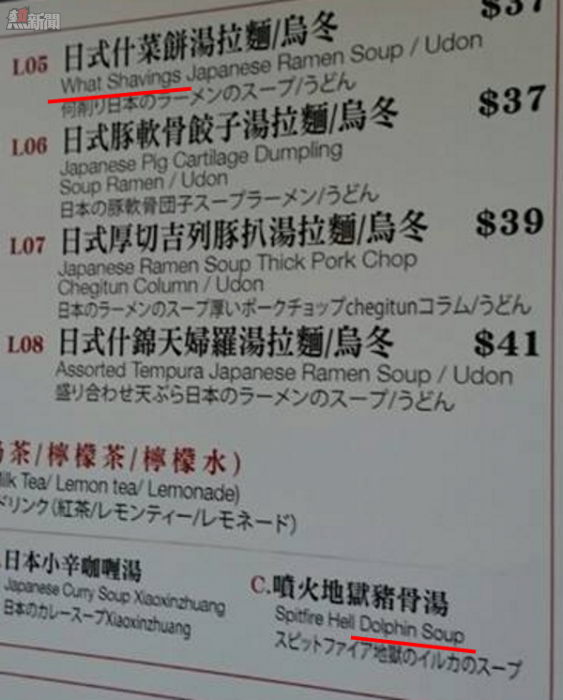 熱新聞
$37
L05 日式什菜餅湯拉麵/烏冬
What Shavings Japanese Ramen Soup / Udon
何削り日本のラーメンのスープ/うどん
L06 日式豚軟骨餃子湯拉麵/烏冬 $37
Japanese Pig Cartilage Dumpling
Soup Ramen / Udon
日本の豚軟骨団子スープラーメン/うどん
L07 日式厚切吉列豚扒湯拉麵/烏冬 $39
Japanese Ramen Soup Thick Pork Chop
Chegitun Column / Udon
日本のラーメンのスープ厚いポークチョップchegitunコラム/うどん
L08 日式什錦天婦羅湯拉麵/烏冬 $41
Assorted Tempura Japanese Ramen Soup / Udon
盛り合わせ天ぷら日本のラーメンのスープ/うどん
茶/檸檬茶/檸檬水)
Milk Tea/ Lemon tea/ Lemonade)
ドリンク(紅茶/レモンティー/レモネード)
日本小辛咖喱湯
Japanese Curry Soup Xiaoxinzhuang
日本のカレースープXiaoxinzhuang
C.噴火地獄豬骨湯
Spitfire Hell Dolphin Soup
スピットファイア地獄のイルカのスープ